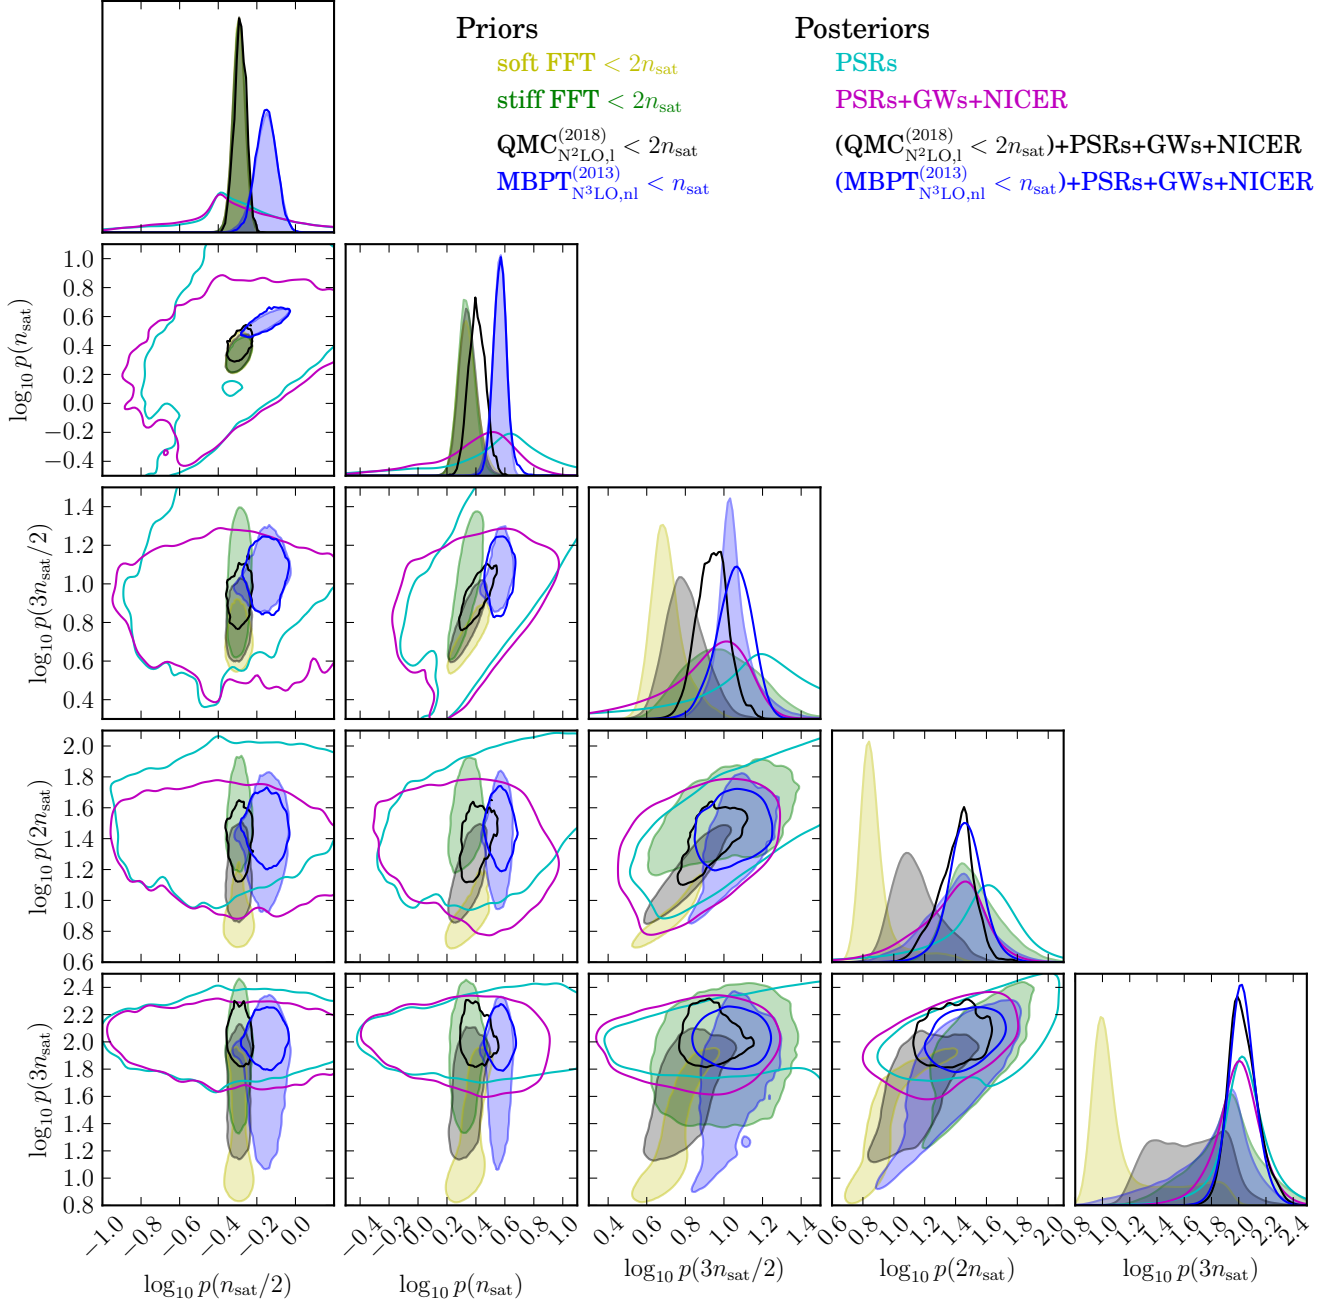 Priors
soft FFT < 2n_sat
stiff FFT < 2n_sat
QMC^(2018)_N²LO,l < 2n_sat
MBPT^(2013)_N³LO,nl < n_sat
Posteriors
PSRs
PSRs+GWs+NICER
(QMC^(2018)_N²LO,l < 2n_sat)+PSRs+GWs+NICER
(MBPT^(2013)_N³LO,nl < n_sat)+PSRs+GWs+NICER
log₁₀ p(n_sat)
1.0
0.8
0.6
0.4
0.2
0.0
−0.2
−0.4
log₁₀ p(3n_sat/2)
1.4
1.2
1.0
0.8
0.6
0.4
log₁₀ p(2n_sat)
2.0
1.8
1.6
1.4
1.2
1.0
0.8
0.6
log₁₀ p(3n_sat)
2.4
2.2
2.0
1.8
1.6
1.4
1.2
1.0
0.8
−1.0 −0.8 −0.6 −0.4 −0.2 0.0
log₁₀ p(n_sat/2)
−0.4 −0.2 0.0 0.2 0.4 0.6 0.8 1.0
log₁₀ p(n_sat)
0.4 0.6 0.8 1.0 1.2 1.4
log₁₀ p(3n_sat/2)
0.6 0.8 1.0 1.2 1.4 1.6 1.8 2.0
log₁₀ p(2n_sat)
0.8 1.0 1.2 1.4 1.6 1.8 2.0 2.2 2.4
log₁₀ p(3n_sat)